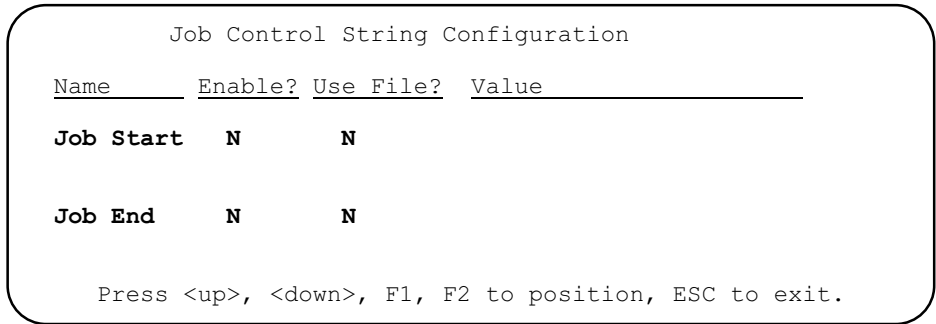 Job Control String Configuration
Name Enable? Use File? Value
Job Start N N
Job End N N
Press <up>, <down>, F1, F2 to position, ESC to exit.